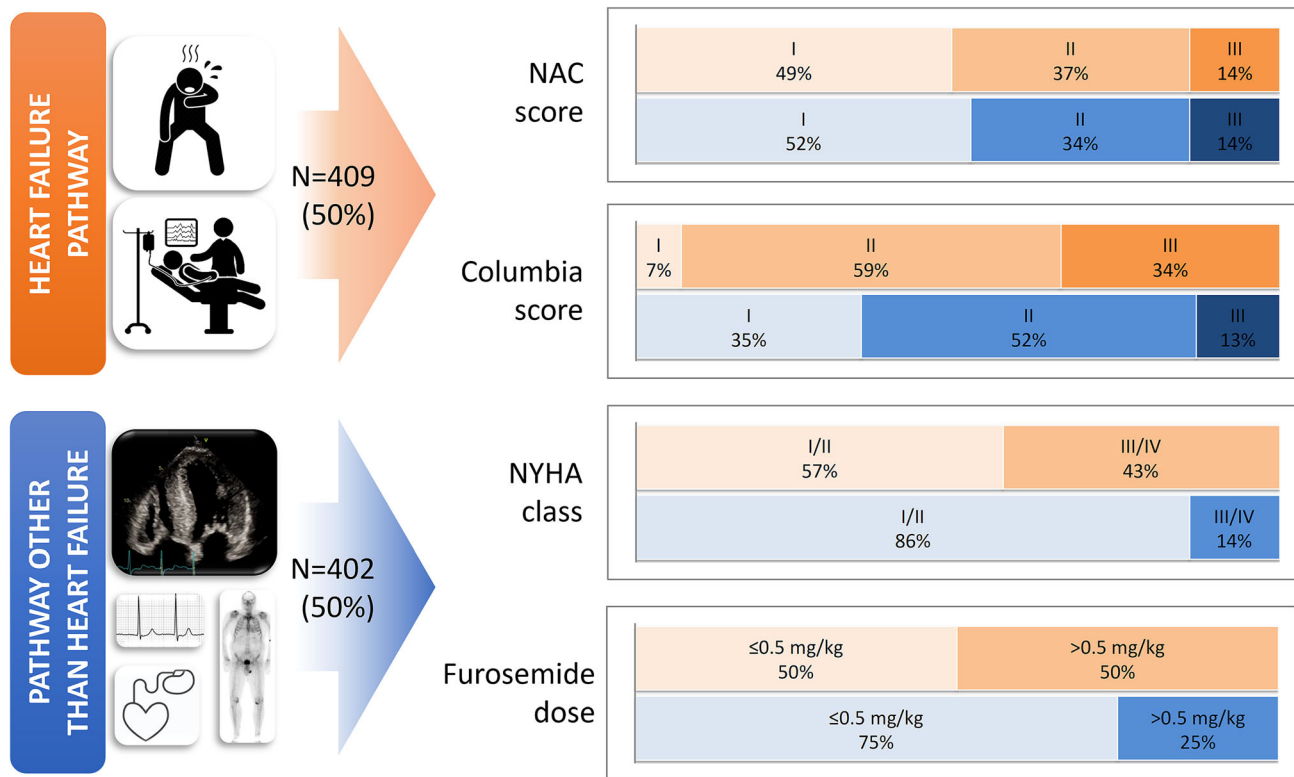 HEART FAILURE
PATHWAY
N=409
(50%)
NAC
score
I
49%
II
37%
III
14%
I
52%
II
34%
III
14%
Columbia
score
I
7%
II
59%
III
34%
I
35%
II
52%
III
13%
PATHWAY OTHER
THAN HEART FAILURE
V
N=402
(50%)
NYHA
class
I/II
57%
III/IV
43%
I/II
86%
III/IV
14%
Furosemide
dose
≤0.5 mg/kg
50%
>0.5 mg/kg
50%
≤0.5 mg/kg
75%
>0.5 mg/kg
25%